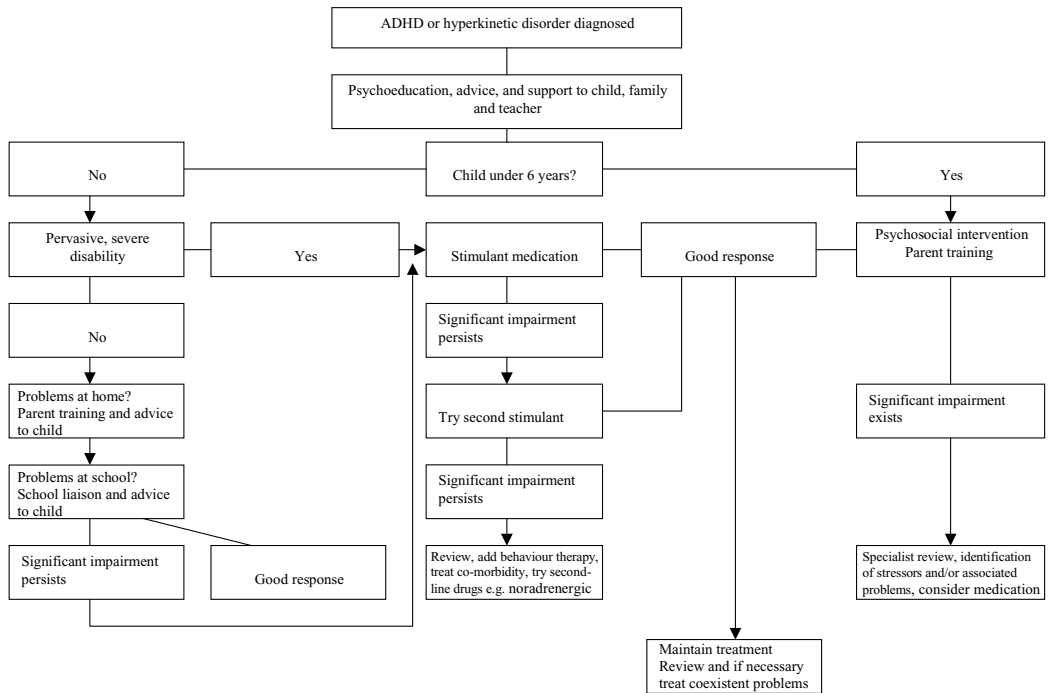 ADHD or hyperkinetic disorder diagnosed
Psychoeducation, advice, and support to child, family
and teacher
No
Child under 6 years?
Yes
Pervasive, severe
disability
Yes
Stimulant medication
Good response
Psychosocial intervention
Parent training
No
Significant impairment
persists
Problems at home?
Parent training and advice
to child
Try second stimulant
Significant impairment
exists
Problems at school?
School liaison and advice
to child
Significant impairment
persists
Significant impairment
persists
Good response
Review, add behaviour therapy,
treat co-morbidity, try second-
line drugs e.g. noradrenergic
Specialist review, identification
of stressors and/or associated
problems, consider medication
Maintain treatment
Review and if necessary
treat coexistent problems